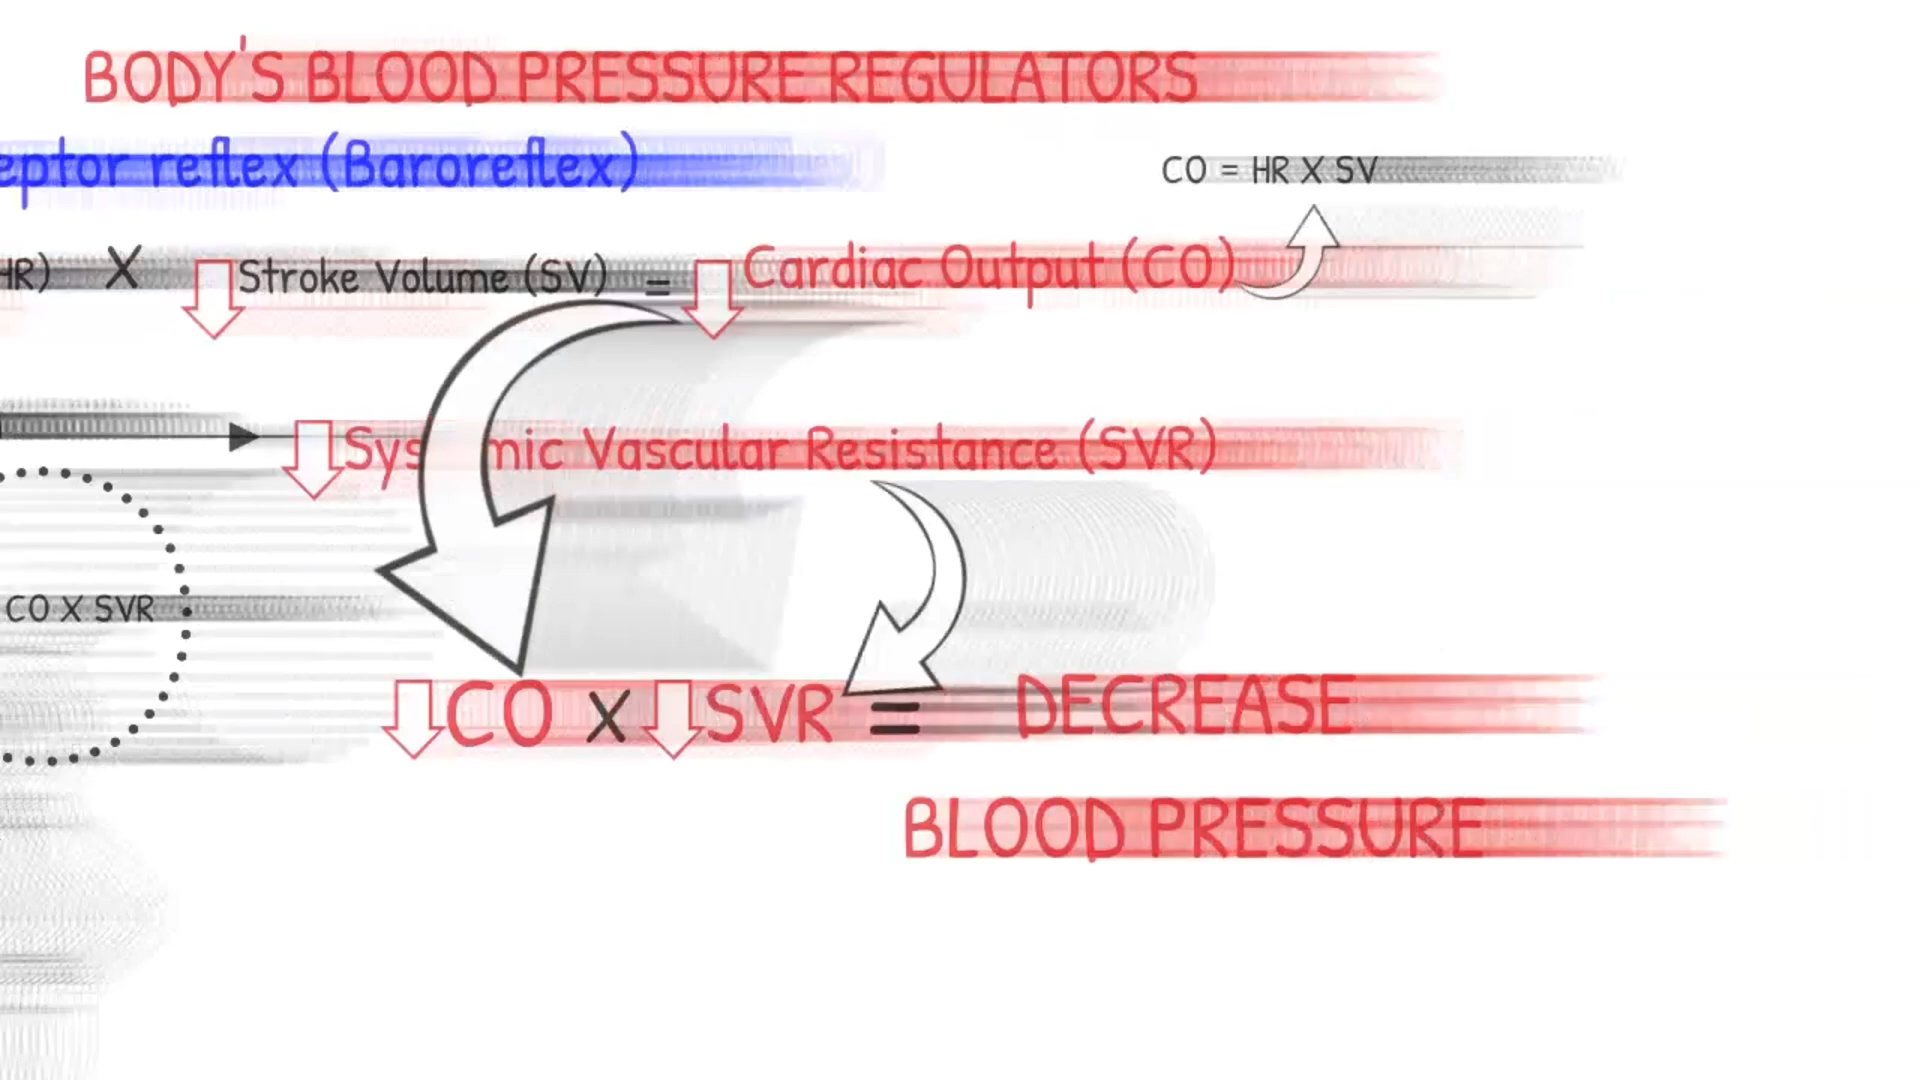 BODY'S BLOOD PRESSURE REGULATORS
eptor reflex (Baroreflex)
CO = HR X SV
HR) X Stroke Volume (SV) = Cardiac Output (CO)
Sys mic Vascular Resistance (SVR)
CO X SVR
CO x SVR = DECREASE
BLOOD PRESSURE